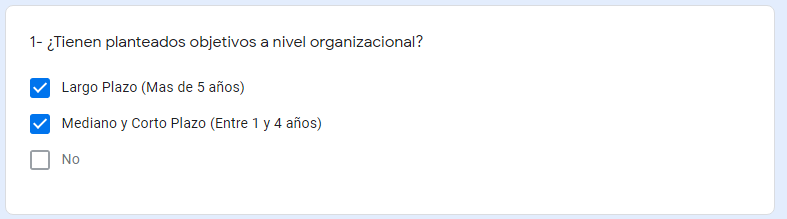 1- ¿Tienen planteados objetivos a nivel organizacional?
Largo Plazo (Mas de 5 años)
Mediano y Corto Plazo (Entre 1 y 4 años)
No